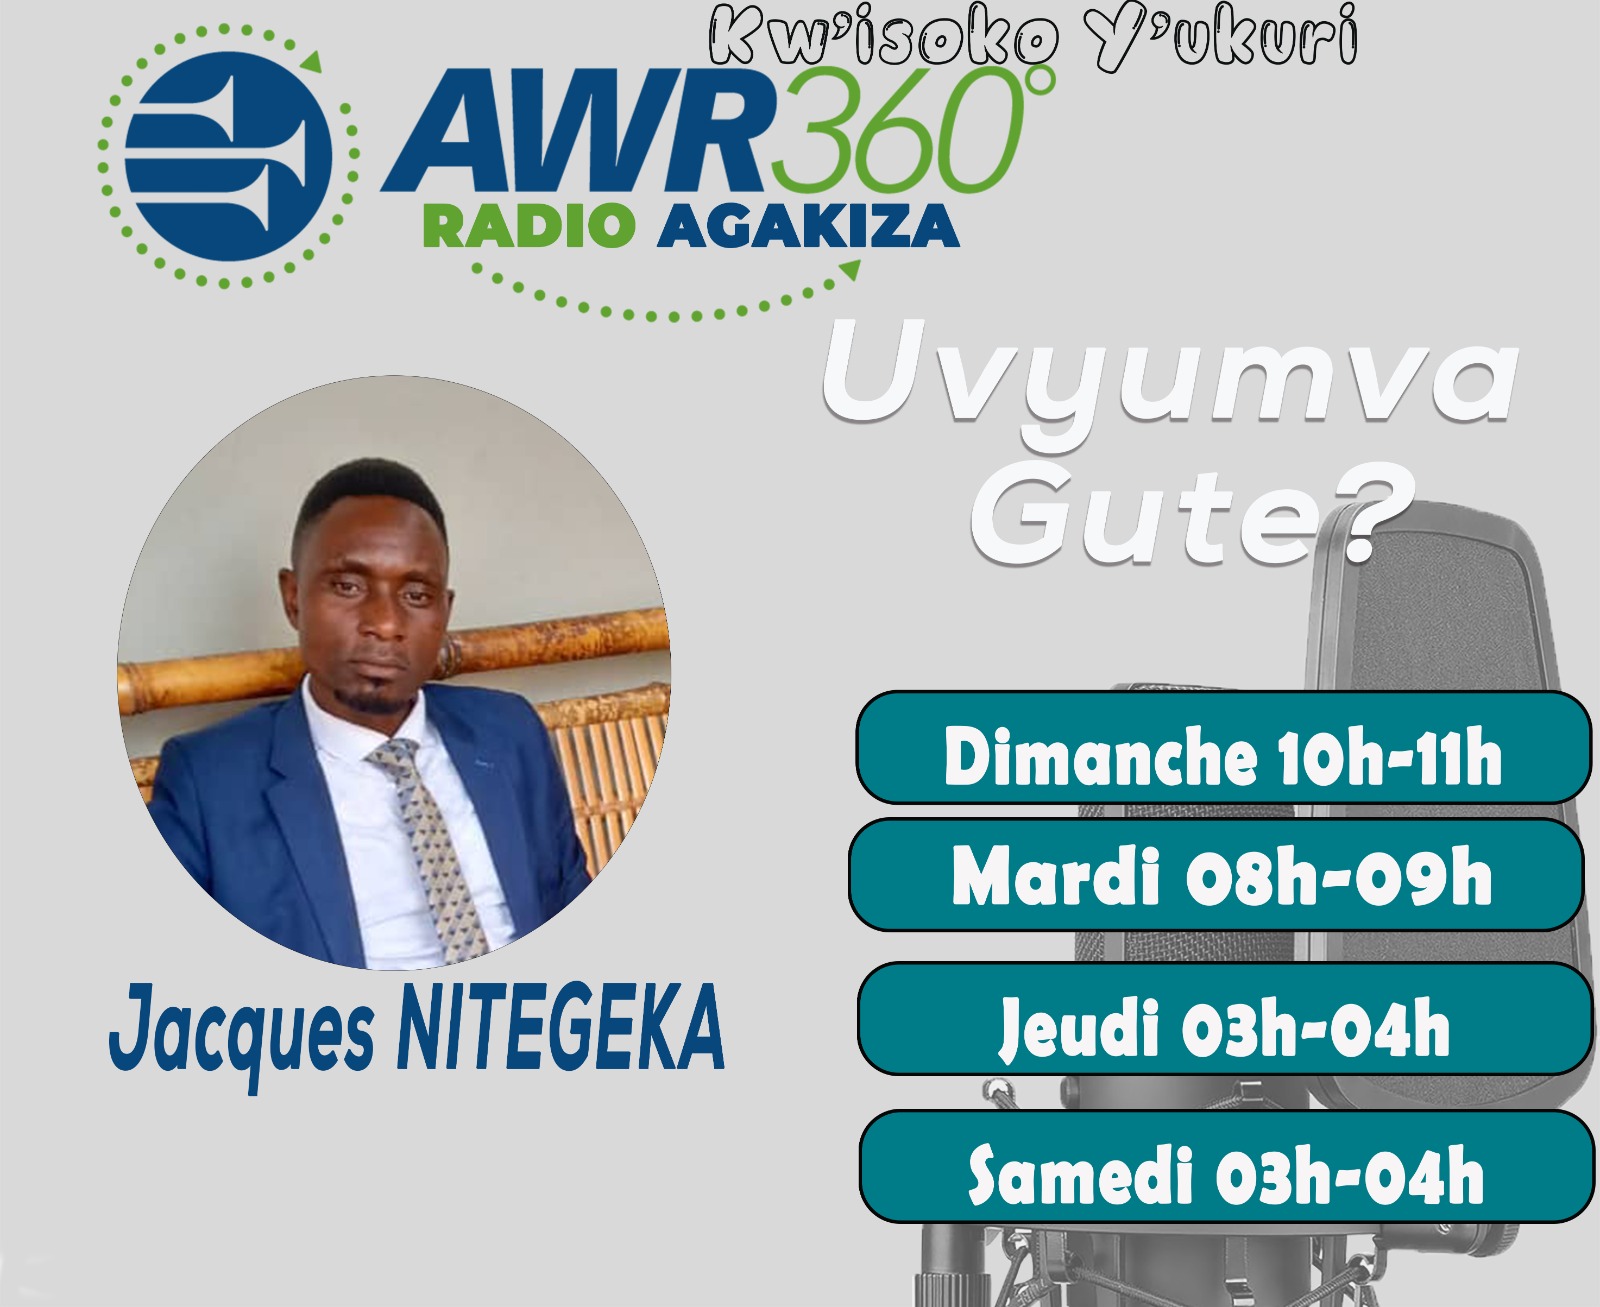 Kw'isoko Y'ukuri
AWR360°
RADIO AGAKIZA
Uvyumva
Gute?
Dimanche 10h-11h
Mardi 08h-09h
Jeudi 03h-04h
Samedi 03h-04h
Jacques NITEGEKA